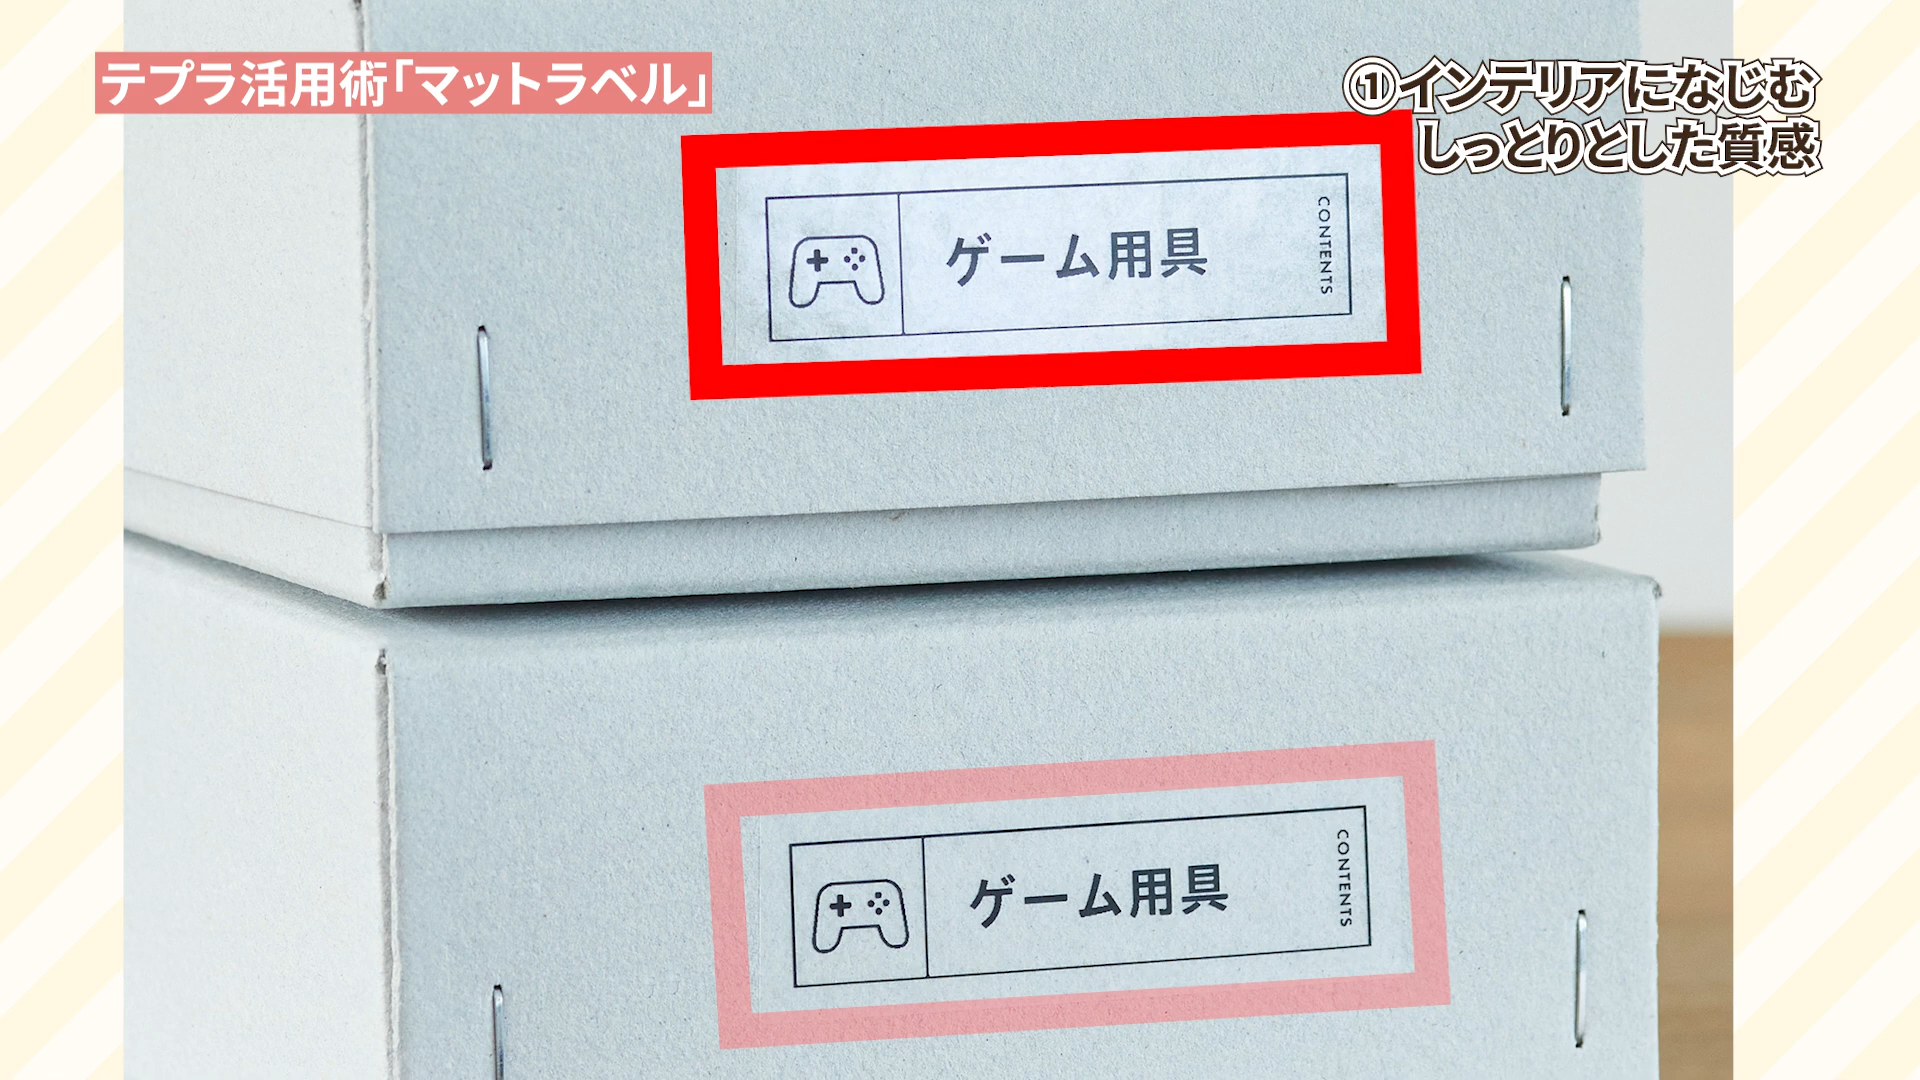 テプラ活用術「マットラベル」
①インテリアになじむ
しっとりとした質感
ゲーム用具
CONTENTS
ゲーム用具
CONTENTS